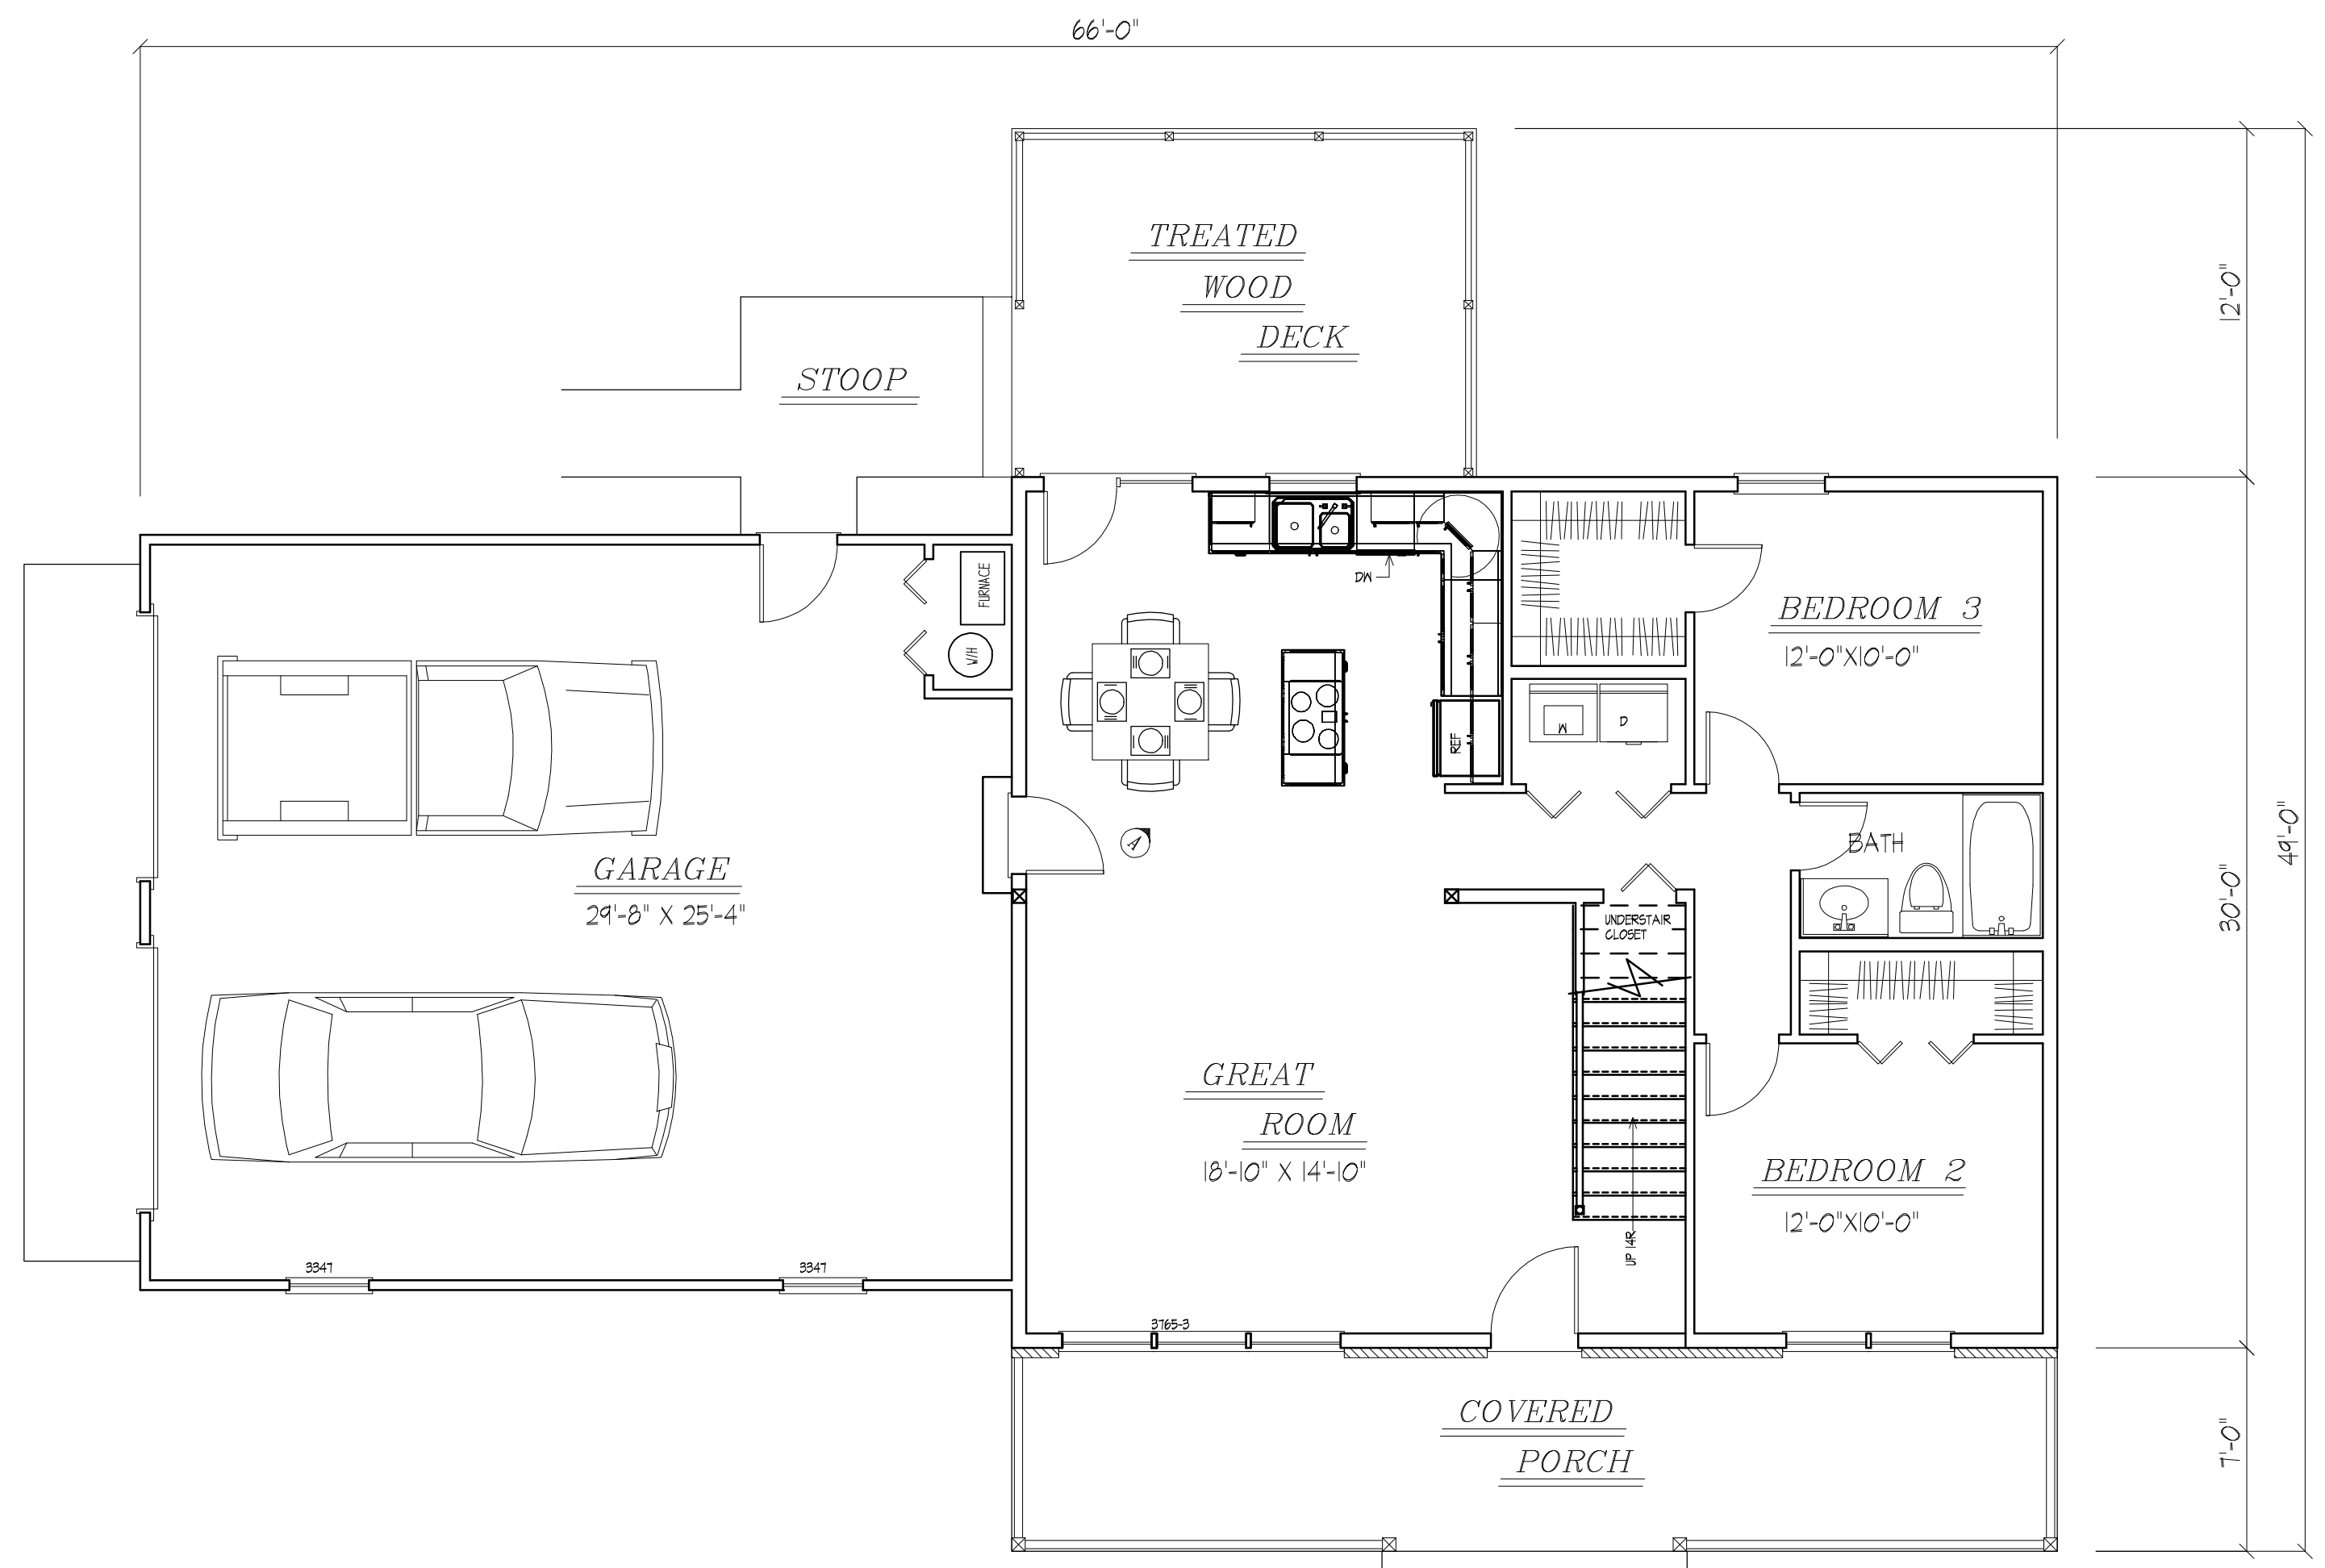 66'-0"
TREATED
WOOD
DECK
12'-0"
STOOP
FURNACE
W/H
DW
REF
W
D
BEDROOM 3
12'-0"X10'-0"
A
BATH
GARAGE
29'-8" X 25'-4"
UNDERSTAIR
CLOSET
30'-0"
49'-0"
GREAT
ROOM
18'-10" X 14'-10"
BEDROOM 2
12'-0"X10'-0"
UP 14R
3347
3347
3765-3
COVERED
PORCH
7'-0"